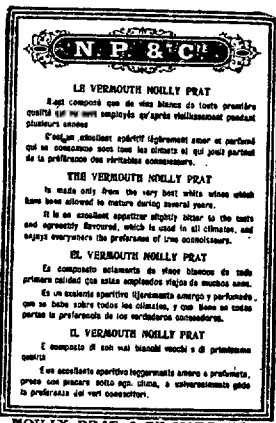 N. P. & Cie
LE VERMOUTH NOILLY PRAT
Il est composé que de vins blancs de toute première
qualité qui ne sont employés qu'après vieillissement pendant
plusieurs années
C'est un excellent apéritif légèrement amer et parfumé
qui se consomme sous tous les climats et qui jouit partout
de la préférence des véritables connaisseurs.
THE VERMOUTH NOILLY PRAT
Is made only from the very best white wines which
have been allowed to mature during several years.
It is an excellent appetizer slightly bitter to the taste
and agreeably flavoured, which is used in all climates, and
enjoys everywhere the preference of true connoisseurs.
EL VERMOUTH NOILLY PRAT
Es composito solamente de vinos blancos de toda
primera calidad que estan empleados viejos de muchos anos.
Es un exelente aperitivo lijeramente amargo y perfumado,
que se bebe sobre todos los climates, y que tiene en todas
partes la preferencia de los verdaderos conocedores.
IL VERMOUTH NOILLY PRAT
E composto di soli vini bianchi vecchi e di primissima
qualità
È un eccellente aperitivo leggermente amaro e profumato,
preso con piacere sotto ogni clima, e universalmente gode
la preferenza dei veri conoscitori.
NOILLY PRAT &